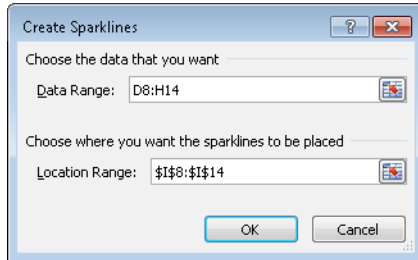 Create Sparklines
?
Choose the data that you want
Data Range: D8:H14
Choose where you want the sparklines to be placed
Location Range: $I$8:$I$14
OK Cancel